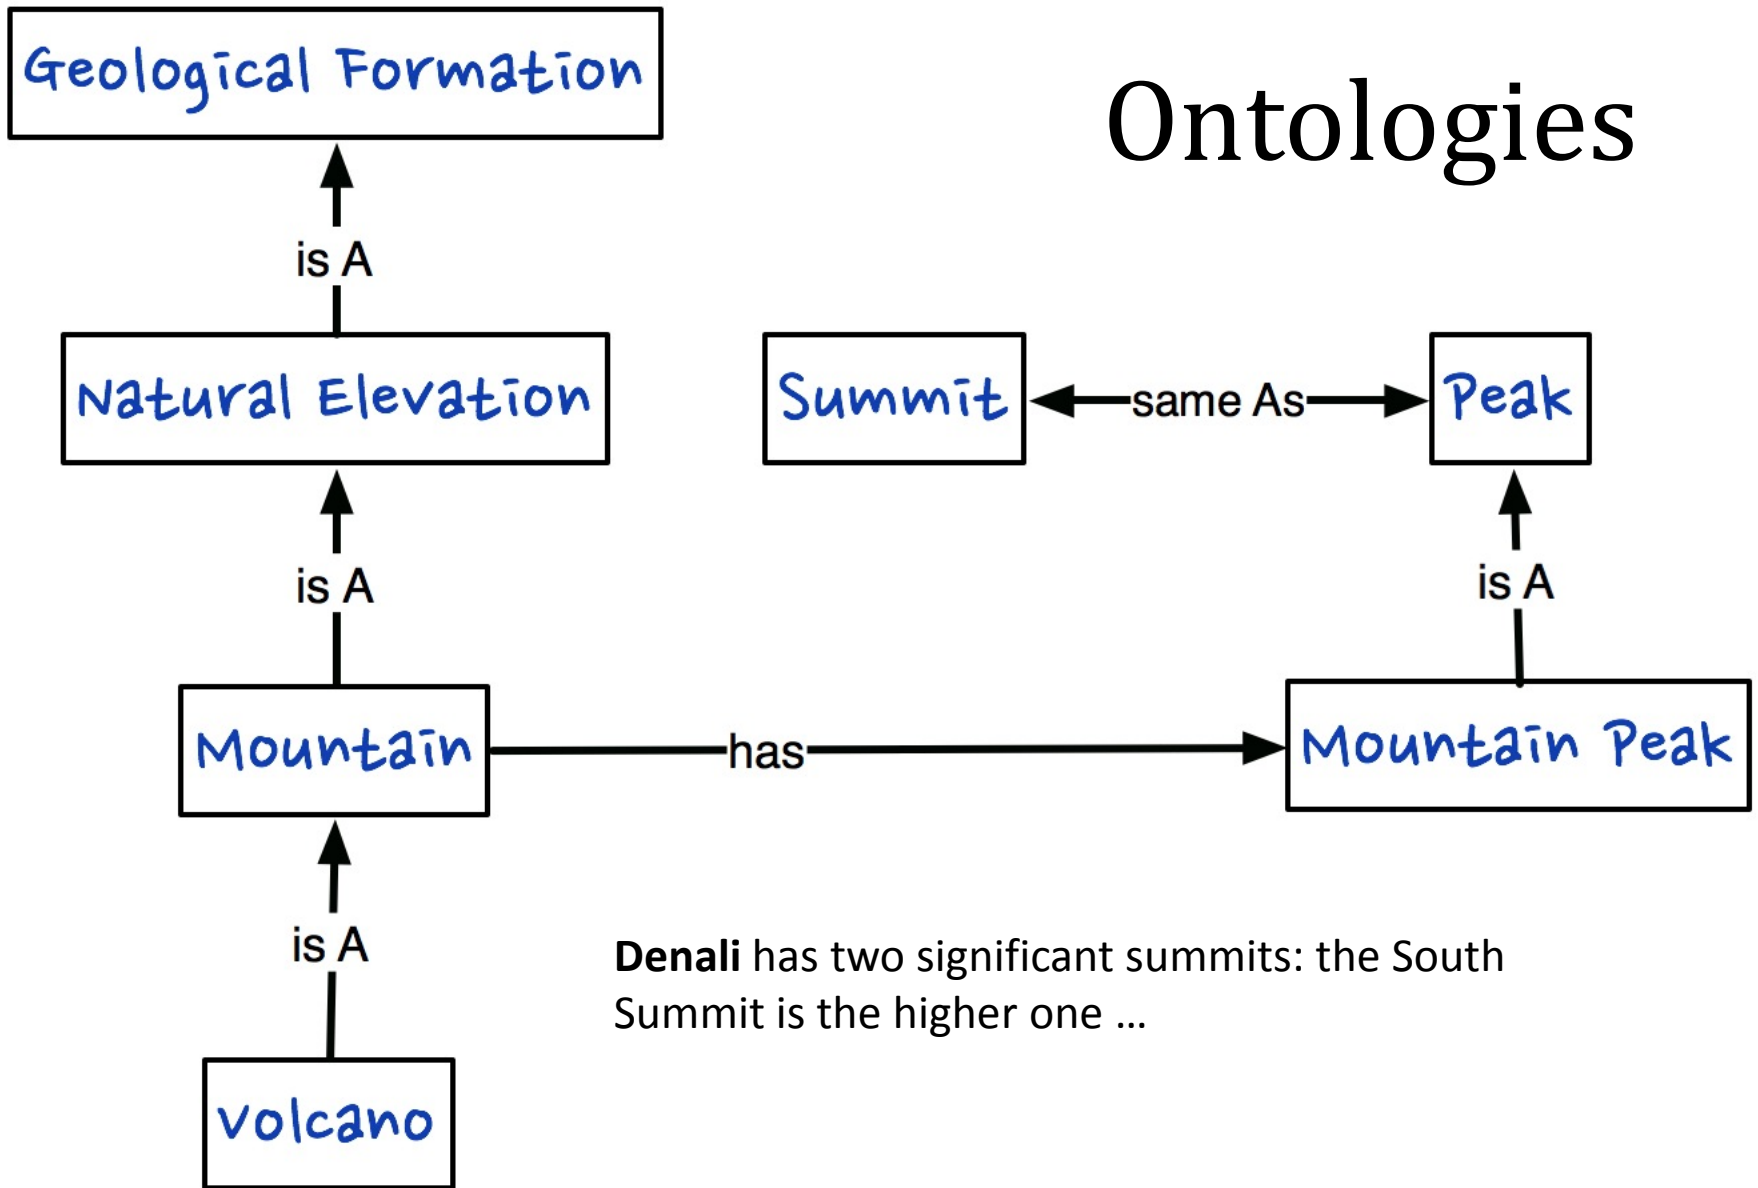 Geological Formation
Ontologies
is A
Natural Elevation
Summit
same As
Peak
is A
is A
Mountain
has
Mountain Peak
is A
Denali has two significant summits: the South
Summit is the higher one ...
Volcano